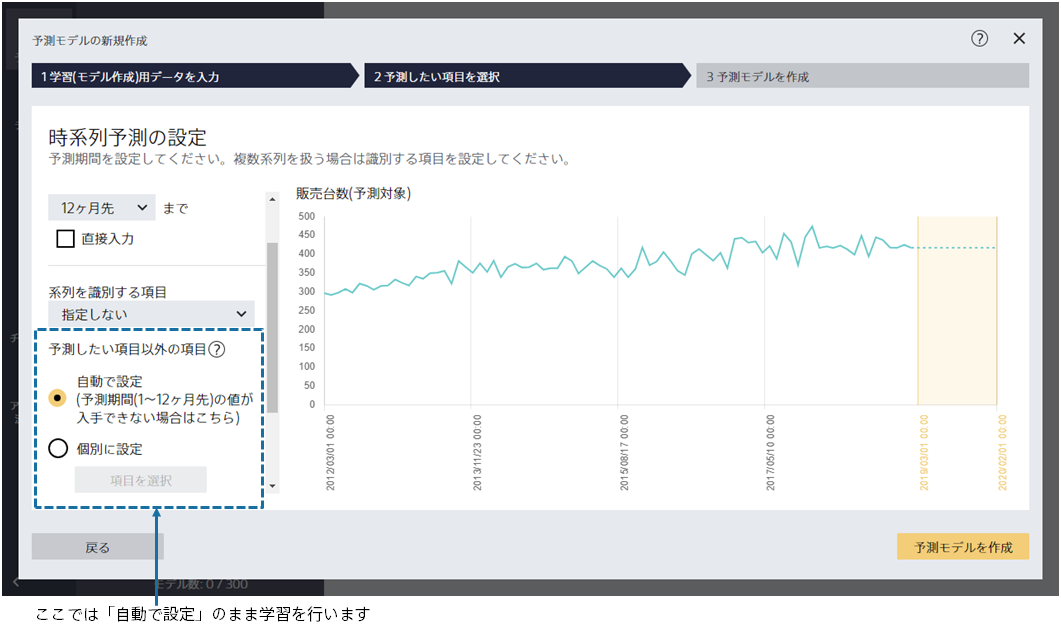 予測モデルの新規作成
?
1 学習(モデル作成)用データを入力
2 予測したい項目を選択
3 予測モデルを作成
時系列予測の設定
予測期間を設定してください。複数系列を扱う場合は識別する項目を設定してください。
12ヶ月先
まで
直接入力
系列を識別する項目
指定しない
予測したい項目以外の項目?
自動で設定
(予測期間(1～12ヶ月先)の値が
入手できない場合はこちら)
個別に設定
項目を選択
販売台数(予測対象)
500
450
400
350
300
250
200
150
100
50
0
2012/03/01 00:00
2013/11/23 00:00
2015/08/17 00:00
2017/05/10 00:00
2019/03/01 00:00
2020/02/01 00:00
戻る
予測モデルを作成
モデル数: 0 / 300
ここでは「自動で設定」のまま学習を行います